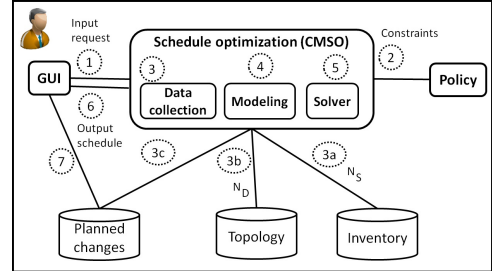 Input
request
Schedule optimization (CMSO)
Constraints
1
2
3
4
5
GUI
Data
collection
Modeling
Solver
Policy
6
Output
schedule
7
3c
3b
3a
N_D
N_S
Planned
changes
Topology
Inventory